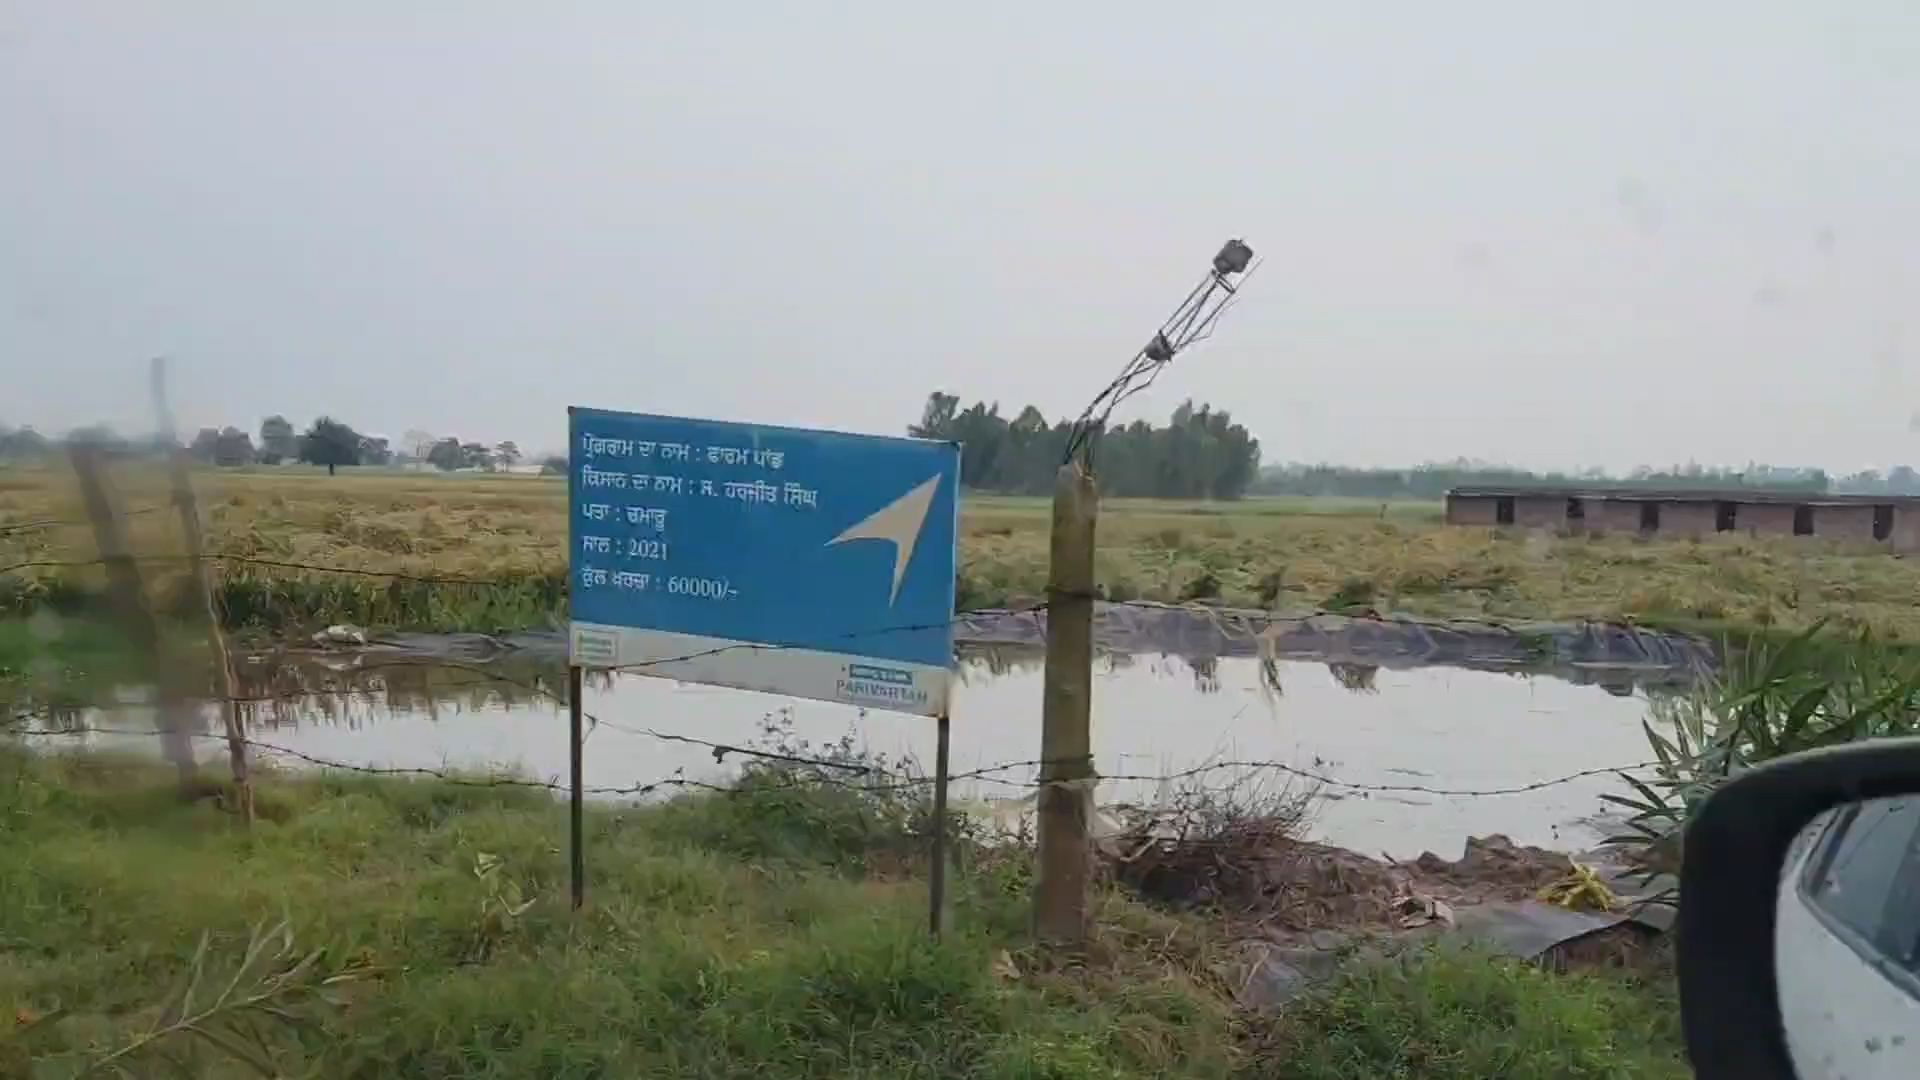 ਪ੍ਰੋਗਰਾਮ ਦਾ ਨਾਮ : ਫਾਰਮ ਪਾਂਡ
ਕਿਸਾਨ ਦਾ ਨਾਮ : ਸ. ਹਰਜੀਤ ਸਿੰਘ
ਪਤਾ : ਚਮਾਰੂ
ਸਾਲ : 2021
ਕੁੱਲ ਖਰਚਾ : 60000/-
PARIVARTAN